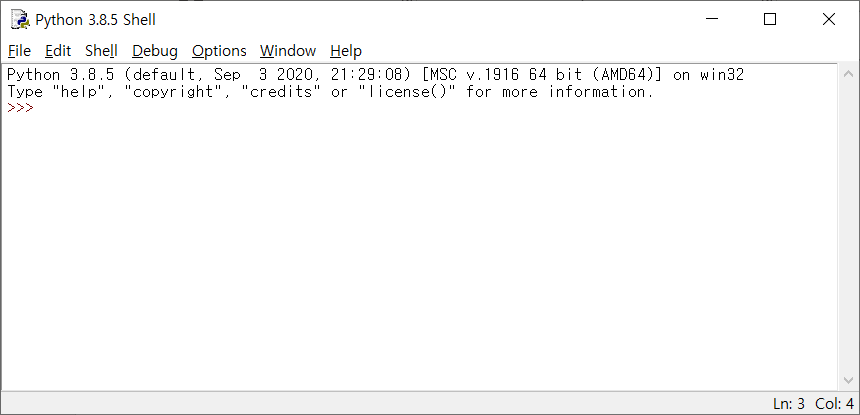 Python 3.8.5 Shell
File Edit Shell Debug Options Window Help
Python 3.8.5 (default, Sep  3 2020, 21:29:08) [MSC v.1916 64 bit (AMD64)] on win32
Type "help", "copyright", "credits" or "license()" for more information.
>>>
Ln: 3 Col: 4